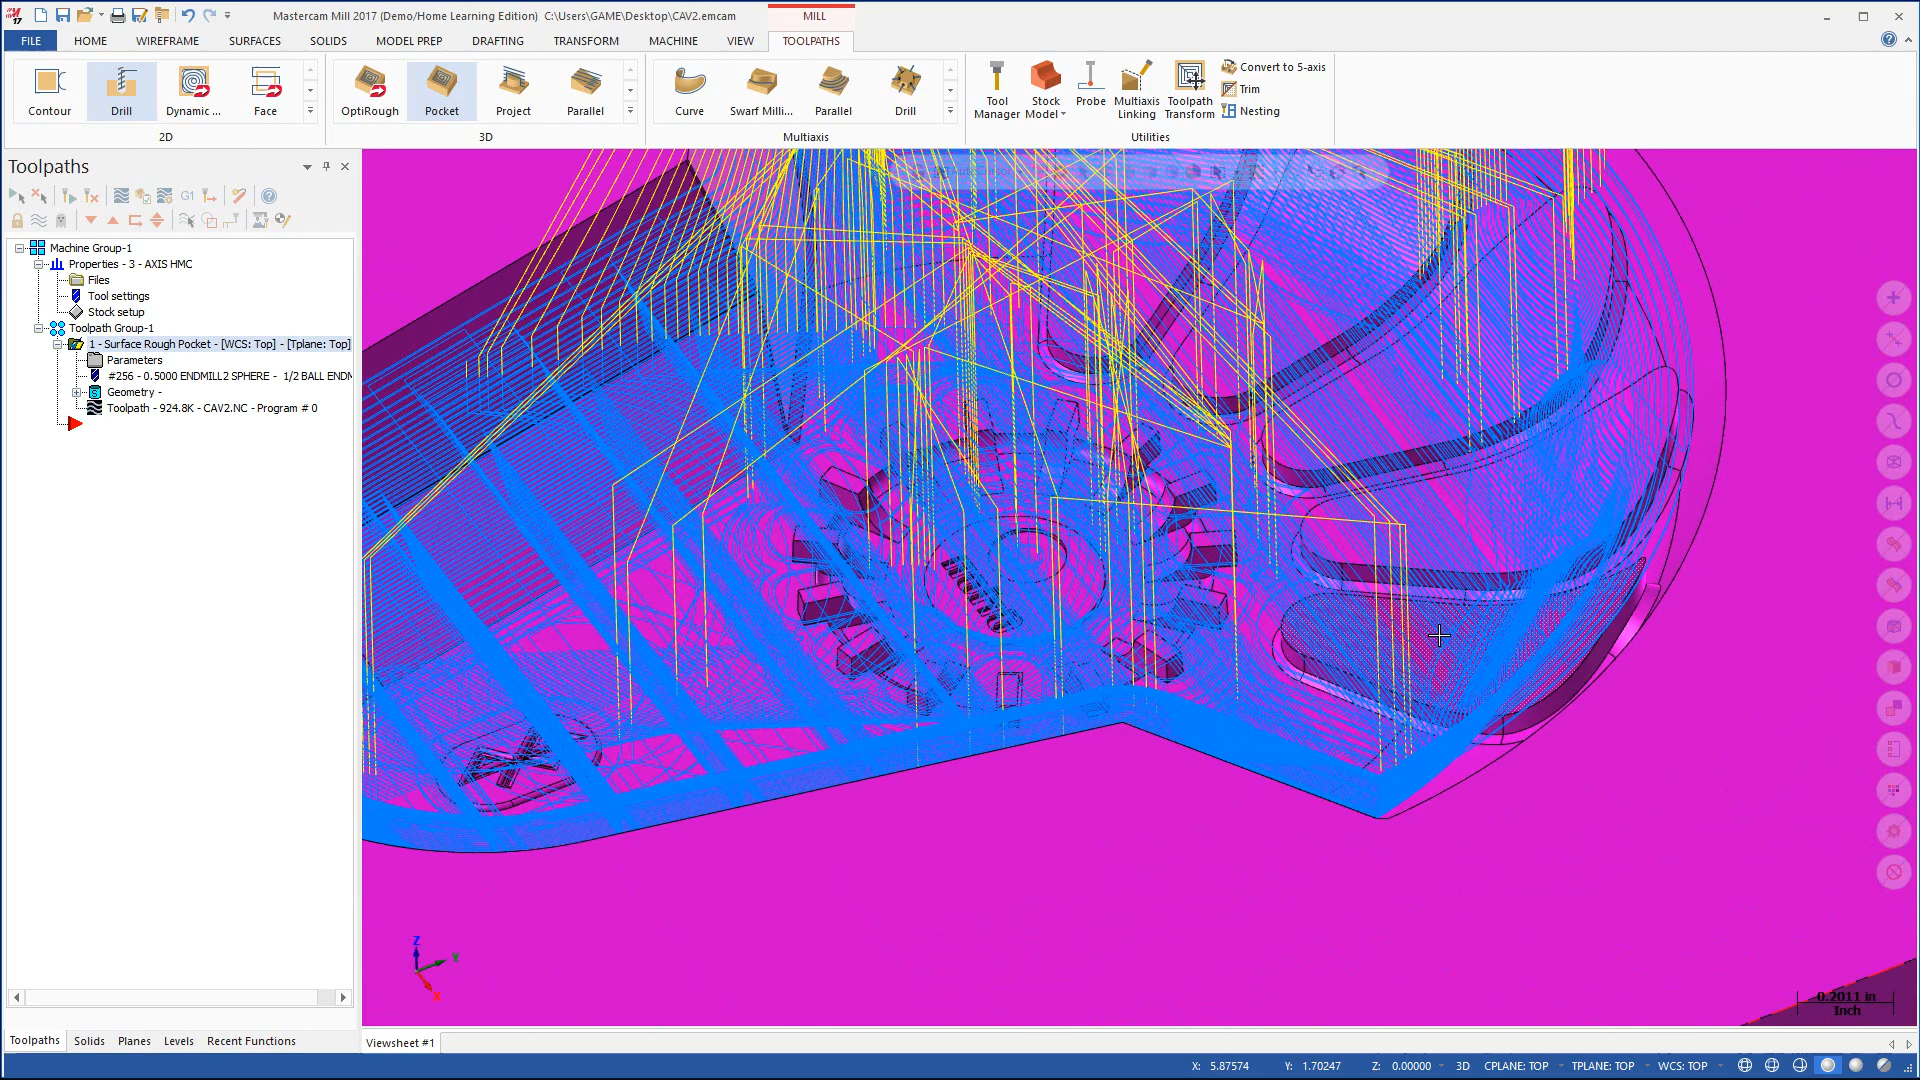 Mastercam Mill 2017 (Demo/Home Learning Edition) C:\Users\GAME\Desktop\CAV2.emcam
MILL
FILE HOME WIREFRAME SURFACES SOLIDS MODEL PREP DRAFTING TRANSFORM MACHINE VIEW TOOLPATHS
Contour Drill Dynamic ... Face
2D
OptiRough Pocket Project Parallel
3D
Curve Swarf Milli... Parallel Drill
Multiaxis
Tool Manager
Stock Model
Probe
Multiaxis Linking
Toolpath Transform
Convert to 5-axis
Trim
Nesting
Utilities
Toolpaths
G1
Machine Group-1
Properties - 3 - AXIS HMC
Files
Tool settings
Stock setup
Toolpath Group-1
1 - Surface Rough Pocket - [WCS: Top] - [Tplane: Top]
Parameters
#256 - 0.5000 ENDMILL2 SPHERE - 1/2 BALL ENDM
Geometry -
Toolpath - 924.8K - CAV2.NC - Program # 0
Z
Y
X
0.2011 in
Inch
Toolpaths Solids Planes Levels Recent Functions
Viewsheet #1
X: 5.87574 Y: 1.70247 Z: 0.00000 3D CPLANE: TOP TPLANE: TOP WCS: TOP